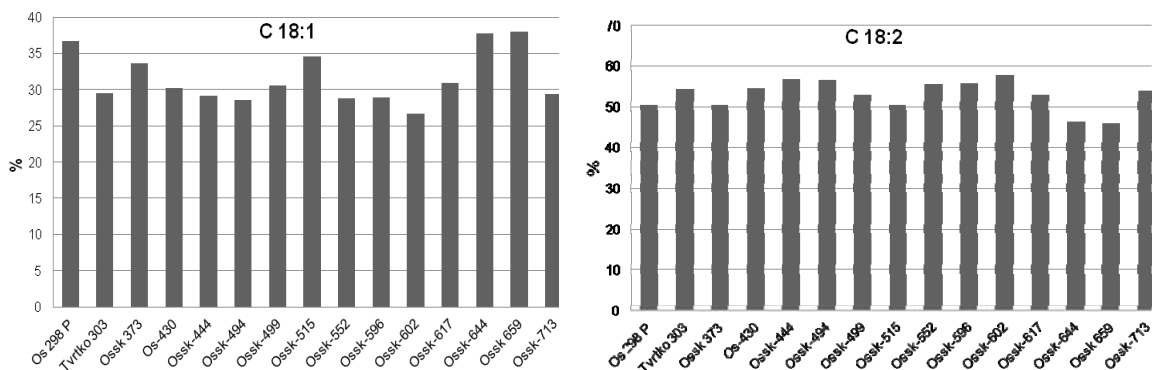 C 18:1
40
35
30
25
20
15
10
5
0
%
Os 298 P
Tvrtko 303
Ossk 373
Os-430
Ossk-444
Ossk-494
Ossk-499
Ossk-515
Ossk-552
Ossk-596
Ossk-602
Ossk-617
Ossk-644
Ossk 659
Ossk-713
C 18:2
70
60
50
40
30
20
10
0
%
Os 298 P
Tvrtko 303
Ossk 373
Os-430
Ossk-444
Ossk-494
Ossk-499
Ossk-515
Ossk-552
Ossk-596
Ossk-602
Ossk-617
Ossk-644
Ossk 659
Ossk-713